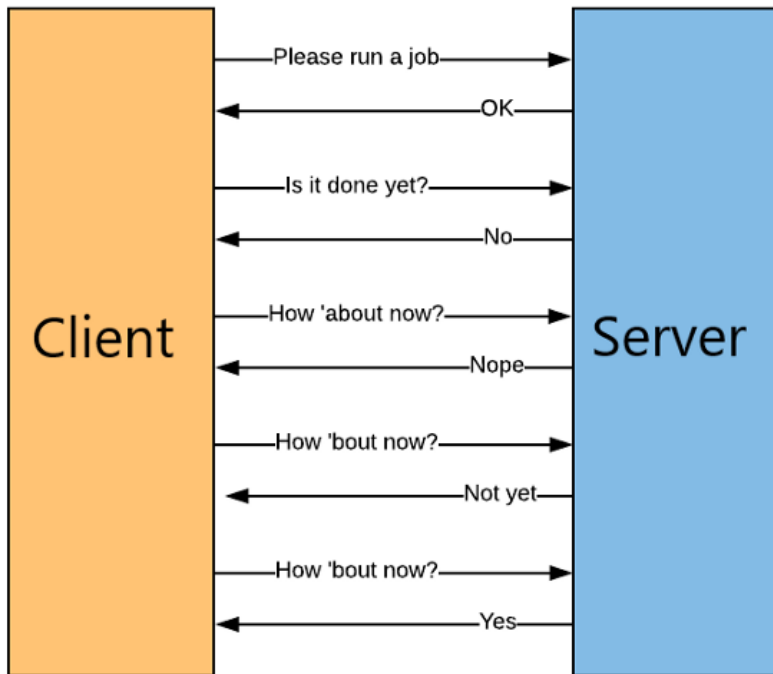 Please run a job
OK
Is it done yet?
No
Client
How 'about now?
Server
Nope
How 'bout now?
Not yet
How 'bout now?
Yes